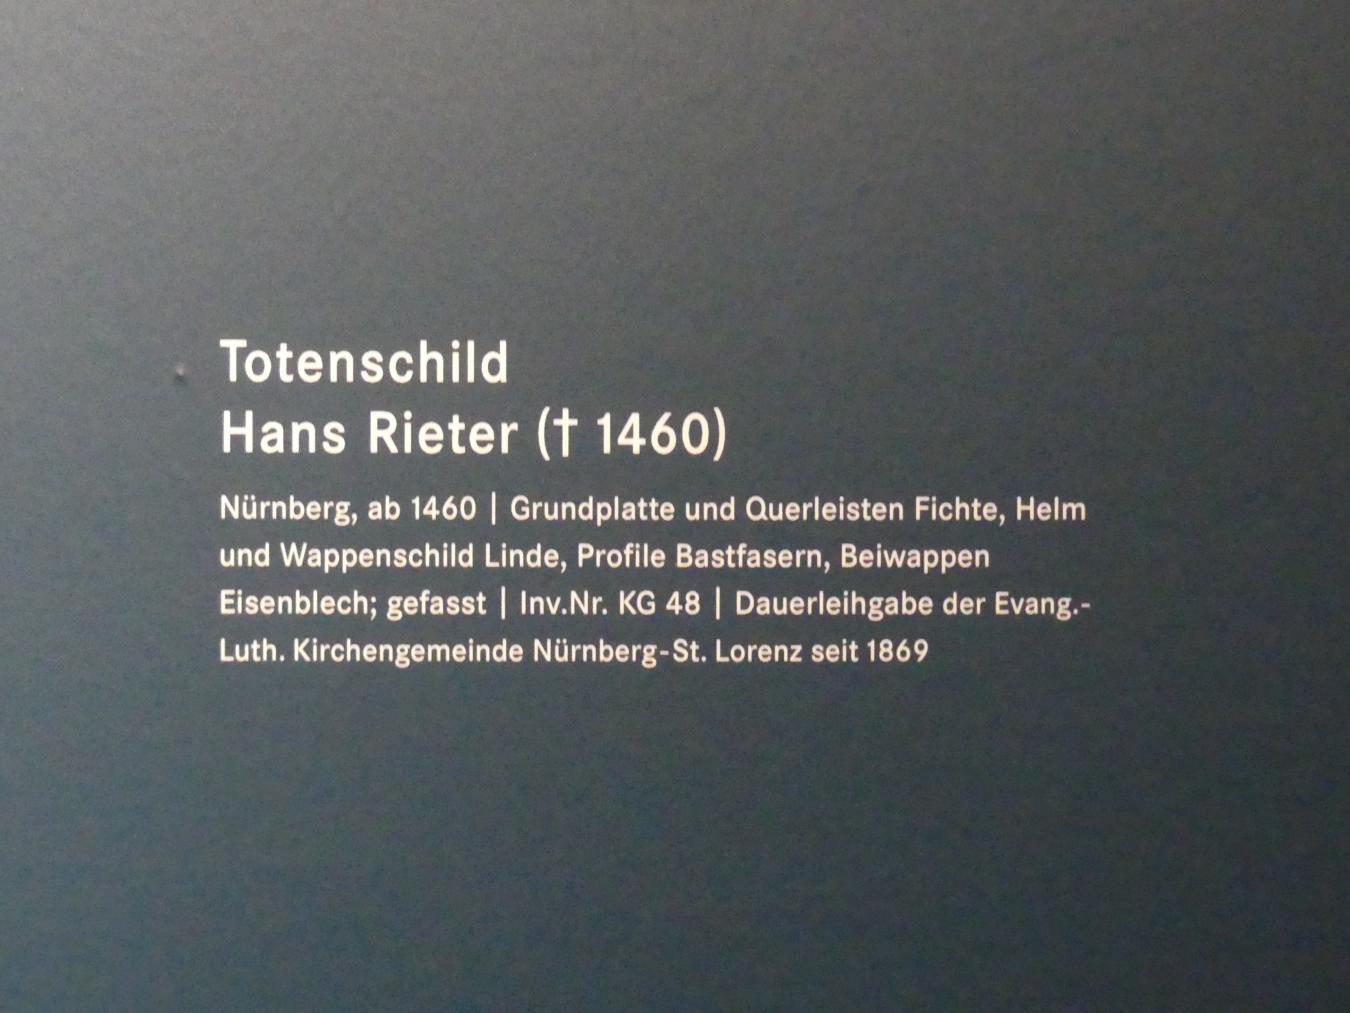 Totenschild
Hans Rieter († 1460)
Nürnberg, ab 1460 | Grundplatte und Querleisten Fichte, Helm
und Wappenschild Linde, Profile Bastfasern, Beiwappen
Eisenblech; gefasst | Inv.Nr. KG 48 | Dauerleihgabe der Evang.-
Luth. Kirchengemeinde Nürnberg-St. Lorenz seit 1869